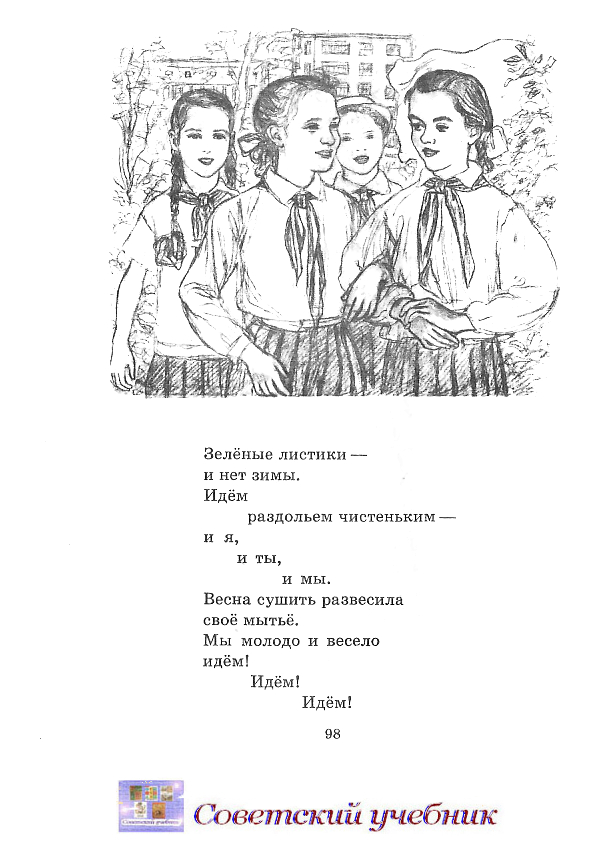 Зелёные листики —
и нет зимы.
Идём
раздольем чистеньким —
и я,
и ты,
и мы.
Весна сушить развесила
своё мытьё.
Мы молодо и весело
идём!
Идём!
Идём!
98
Советский учебник